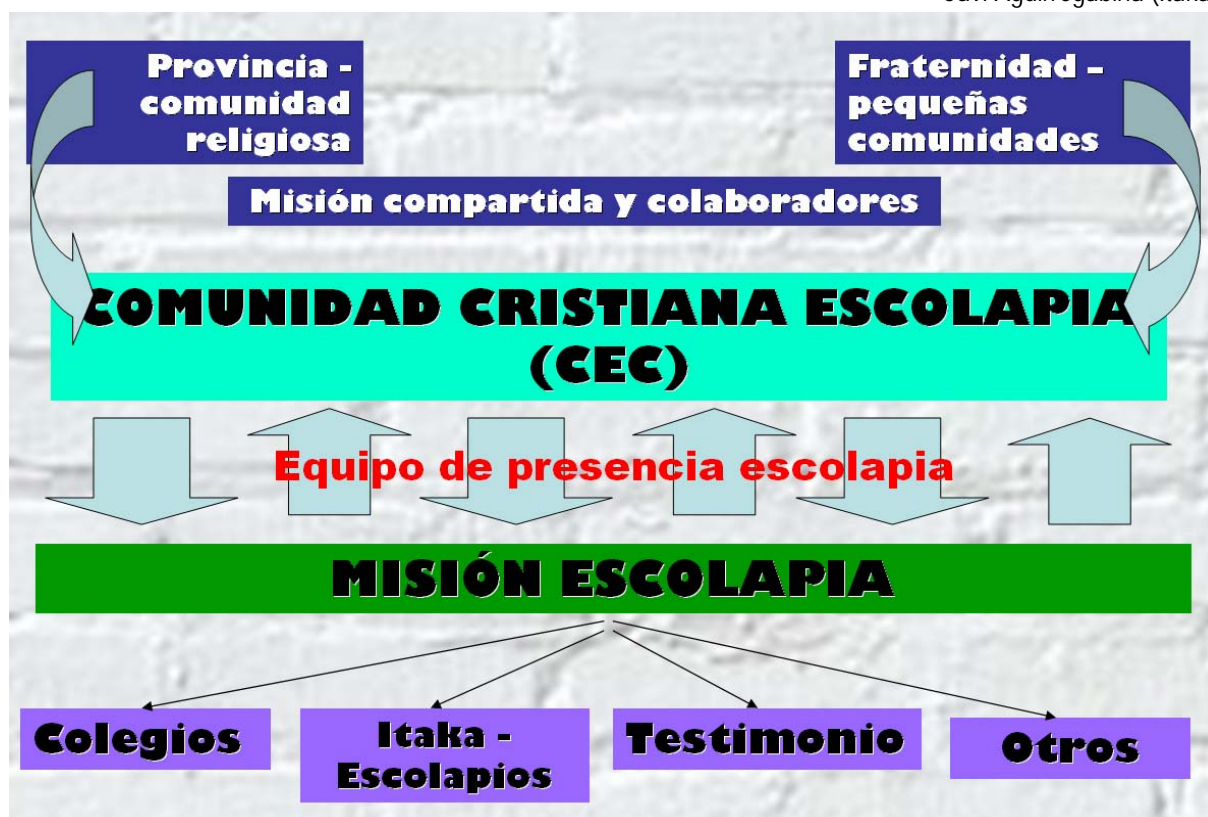 Provincia -
comunidad
religiosa
Fraternidad –
pequeñas
comunidades
Misión compartida y colaboradores
COMUNIDAD CRISTIANA ESCOLAPIA
(CEC)
Equipo de presencia escolapia
MISIÓN ESCOLAPIA
Colegios
Itaka -
Escolapios
Testimonio
Otros